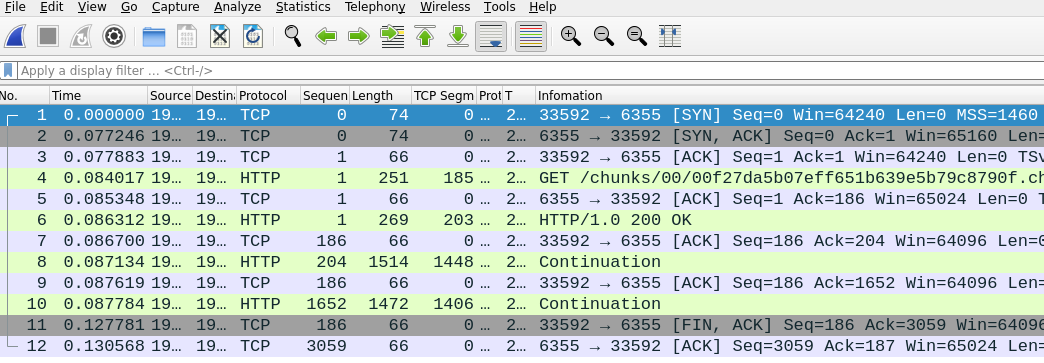 File Edit View Go Capture Analyze Statistics Telephony Wireless Tools Help
Apply a display filter ... <Ctrl-/>
No. Time Source Destin Protocol Sequen Length TCP Segm Prot T Infomation
1 0.000000 19… 19… TCP 0 74 0 … 2… 33592 → 6355 [SYN] Seq=0 Win=64240 Len=0 MSS=1460
2 0.077246 19… 19… TCP 0 74 0 … 2… 6355 → 33592 [SYN, ACK] Seq=0 Ack=1 Win=65160 Len=
3 0.077883 19… 19… TCP 1 66 0 … 2… 33592 → 6355 [ACK] Seq=1 Ack=1 Win=64240 Len=0 TSv
4 0.084017 19… 19… HTTP 1 251 185 … 2… GET /chunks/00/00f27da5b07eff651b639e5b79c8790f.ch
5 0.085348 19… 19… TCP 1 66 0 … 2… 6355 → 33592 [ACK] Seq=1 Ack=186 Win=65024 Len=0 T
6 0.086312 19… 19… HTTP 1 269 203 … 2… HTTP/1.0 200 OK
7 0.086700 19… 19… TCP 186 66 0 … 2… 33592 → 6355 [ACK] Seq=186 Ack=204 Win=64096 Len=0
8 0.087134 19… 19… HTTP 204 1514 1448 … 2… Continuation
9 0.087619 19… 19… TCP 186 66 0 … 2… 33592 → 6355 [ACK] Seq=186 Ack=1652 Win=64096 Len=
10 0.087784 19… 19… HTTP 1652 1472 1406 … 2… Continuation
11 0.127781 19… 19… TCP 186 66 0 … 2… 33592 → 6355 [FIN, ACK] Seq=186 Ack=3059 Win=64096
12 0.130568 19… 19… TCP 3059 66 0 … 2… 6355 → 33592 [ACK] Seq=3059 Ack=187 Win=65024 Len=